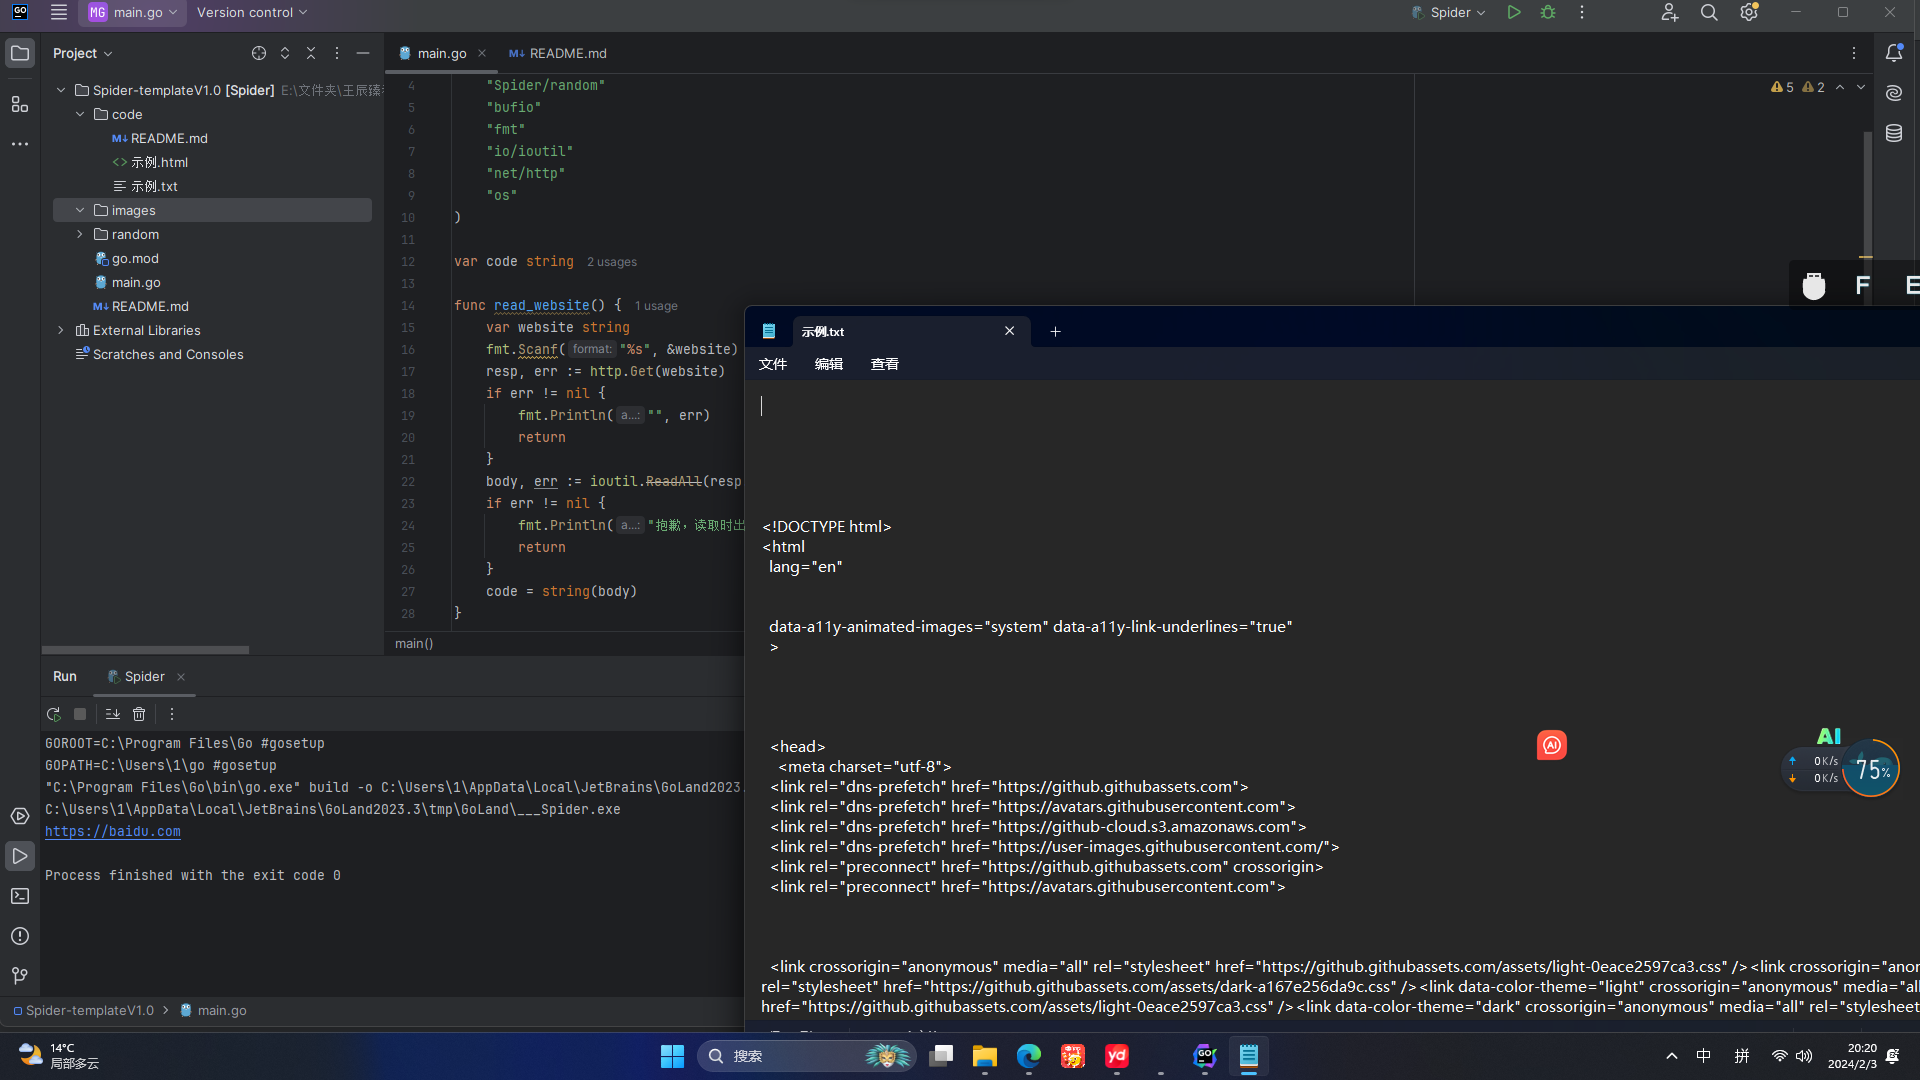 GO
MG main.go
Version control
Spider
Project
Spider-templateV1.0 [Spider] E:\文件夹\王辰臻
code
M↓ README.md
<> 示例.html
示例.txt
images
random
go.mod
main.go
M↓ README.md
External Libraries
Scratches and Consoles
main.go
M↓ README.md
5 2
4 "Spider/random"
5 "bufio"
6 "fmt"
7 "io/ioutil"
8 "net/http"
9 "os"
10 )
11
12 var code string 2 usages
13
14 func read_website() { 1 usage
15 var website string
16 fmt.Scanf( format: "%s", &website)
17 resp, err := http.Get(website)
18 if err != nil {
19 fmt.Println( a...: "", err)
20 return
21 }
22 body, err := ioutil.ReadAll(resp
23 if err != nil {
24 fmt.Println( a...: "抱歉，读取时出
25 return
26 }
27 code = string(body)
28 }
main()
F E
示例.txt
文件 编辑 查看
<!DOCTYPE html>
<html
lang="en"
data-a11y-animated-images="system" data-a11y-link-underlines="true"
>
<head>
<meta charset="utf-8">
<link rel="dns-prefetch" href="https://github.githubassets.com">
<link rel="dns-prefetch" href="https://avatars.githubusercontent.com">
<link rel="dns-prefetch" href="https://github-cloud.s3.amazonaws.com">
<link rel="dns-prefetch" href="https://user-images.githubusercontent.com/">
<link rel="preconnect" href="https://github.githubassets.com" crossorigin>
<link rel="preconnect" href="https://avatars.githubusercontent.com">
<link crossorigin="anonymous" media="all" rel="stylesheet" href="https://github.githubassets.com/assets/light-0eace2597ca3.css" /><link crossorigin="anor
rel="stylesheet" href="https://github.githubassets.com/assets/dark-a167e256da9c.css" /><link data-color-theme="light" crossorigin="anonymous" media="all
href="https://github.githubassets.com/assets/light-0eace2597ca3.css" /><link data-color-theme="dark" crossorigin="anonymous" media="all" rel="stylesheet
AI
AI
0K/s
0K/s
75%
Run
Spider
GOROOT=C:\Program Files\Go #gosetup
GOPATH=C:\Users\1\go #gosetup
"C:\Program Files\Go\bin\go.exe" build -o C:\Users\1\AppData\Local\JetBrains\GoLand2023.
C:\Users\1\AppData\Local\JetBrains\GoLand2023.3\tmp\GoLand\___Spider.exe
https://baidu.com
Process finished with the exit code 0
Spider-templateV1.0 > main.go
14°C
局部多云
搜索
yd
GO
中
拼
20:20
2024/2/3